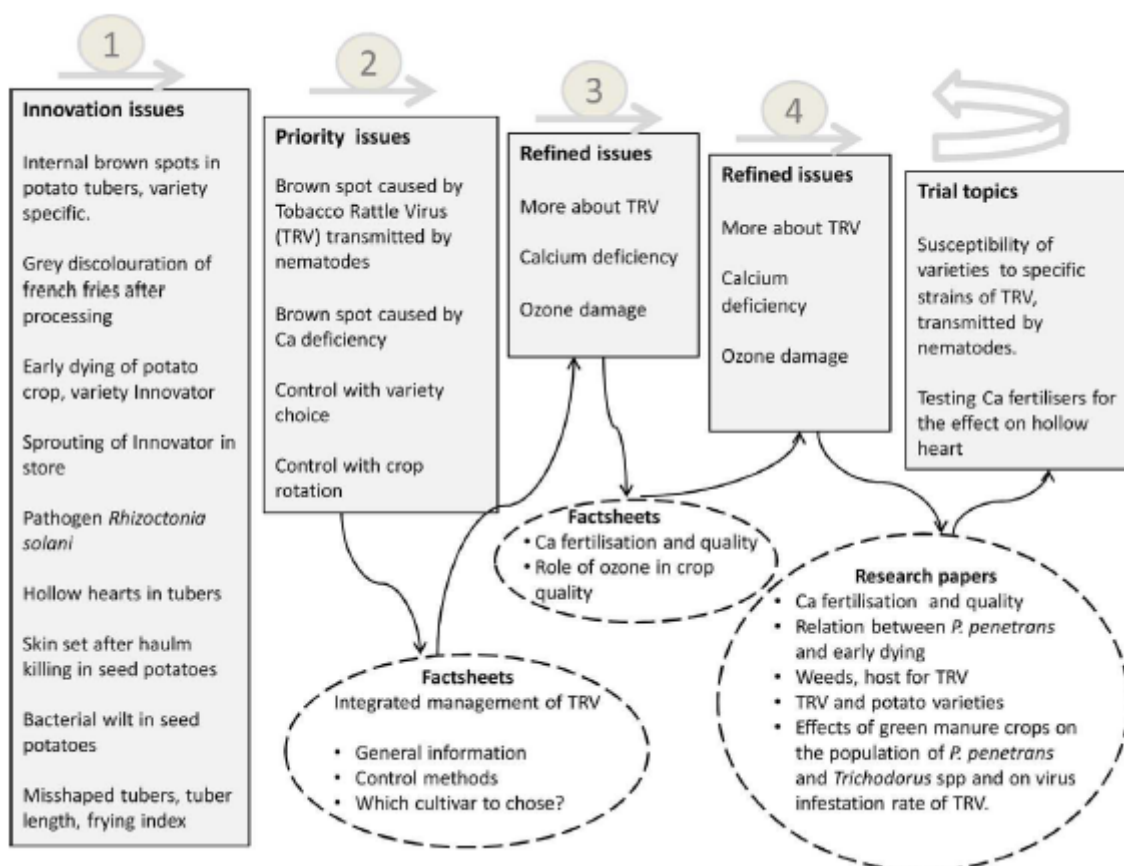 1
Innovation issues
Internal brown spots in
potato tubers, variety
specific.
Grey discolouration of
french fries after
processing
Early dying of potato
crop, variety Innovator
Sprouting of Innovator in
store
Pathogen Rhizoctonia
solani
Hollow hearts in tubers
Skin set after haulm
killing in seed potatoes
Bacterial wilt in seed
potatoes
Misshaped tubers, tuber
length, frying index
2
Priority issues
Brown spot caused by
Tobacco Rattle Virus
(TRV) transmitted by
nematodes
Brown spot caused by
Ca deficiency
Control with variety
choice
Control with crop
rotation
Factsheets
Integrated management of TRV
• General information
• Control methods
• Which cultivar to chose?
3
Refined issues
More about TRV
Calcium deficiency
Ozone damage
Factsheets
• Ca fertilisation and quality
• Role of ozone in crop
quality
4
Refined issues
More about TRV
Calcium
deficiency
Ozone damage
Research papers
• Ca fertilisation and quality
• Relation between P. penetrans
and early dying
• Weeds, host for TRV
• TRV and potato varieties
• Effects of green manure crops on
the population of P. penetrans
and Trichodorus spp and on virus
infestation rate of TRV.
Trial topics
Susceptibility of
varieties to specific
strains of TRV,
transmitted by
nematodes.
Testing Ca fertilisers for
the effect on hollow
heart